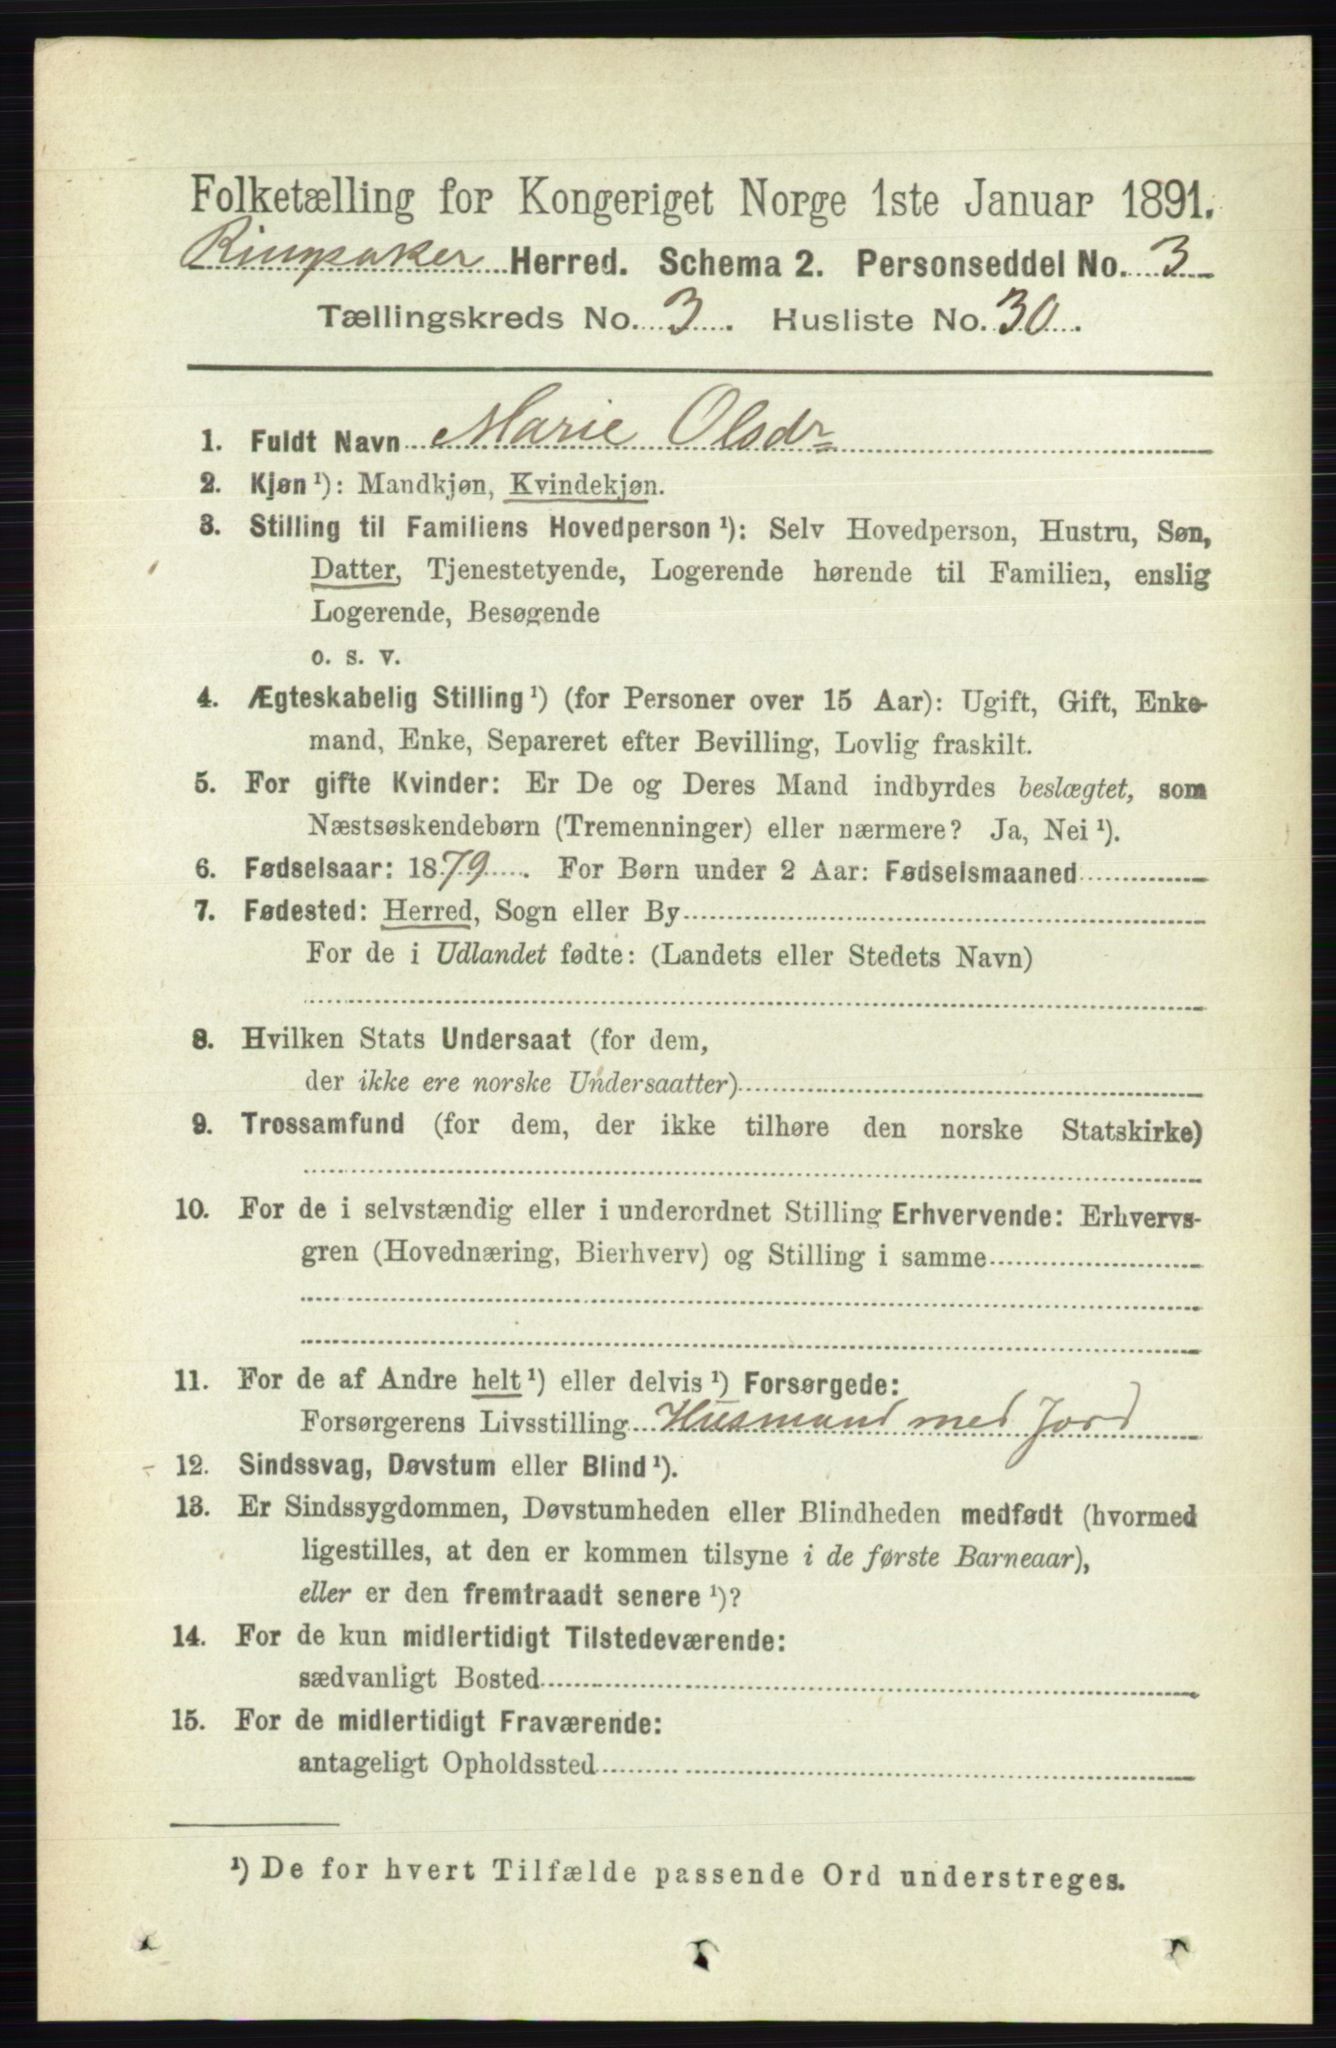 Folketælling for Kongeriget Norge 1ste Januar 1891.
Ringsaker Herred. Schema 2. Personseddel No. 3
Tællingskreds No. 3. Husliste No. 30.
1. Fuldt Navn Marie Olsdr
2. Kjøn ¹): Mandkjøn, Kvindekjøn.
3. Stilling til Familiens Hovedperson ¹): Selv Hovedperson, Hustru, Søn,
Datter, Tjenestetyende, Logerende hørende til Familien, enslig
Logerende, Besøgende
o. s. v.
4. Ægteskabelig Stilling ¹) (for Personer over 15 Aar): Ugift, Gift, Enke-
mand, Enke, Separeret efter Bevilling, Lovlig fraskilt.
5. For gifte Kvinder: Er De og Deres Mand indbyrdes beslægtet, som
Næstsøskendebørn (Tremenninger) eller nærmere? Ja, Nei ¹).
6. Fødselsaar: 1879. For Børn under 2 Aar: Fødselsmaaned
7. Fødested: Herred, Sogn eller By
For de i Udlandet fødte: (Landets eller Stedets Navn)
8. Hvilken Stats Undersaat (for dem,
der ikke ere norske Undersaatter)
9. Trossamfund (for dem, der ikke tilhøre den norske Statskirke)
10. For de i selvstændig eller i underordnet Stilling Erhvervende: Erhvervs-
gren (Hovednæring, Bierhverv) og Stilling i samme
11. For de af Andre helt ¹) eller delvis ¹) Forsørgede:
Forsørgerens Livsstilling Husmand med Jord
12. Sindssvag, Døvstum eller Blind ¹).
13. Er Sindssygdommen, Døvstumheden eller Blindheden medfødt (hvormed
ligestilles, at den er kommen tilsyne i de første Barneaar),
eller er den fremtraadt senere ¹)?
14. For de kun midlertidigt Tilstedeværende:
sædvanligt Bosted
15. For de midlertidigt Fraværende:
antageligt Opholdssted
¹) De for hvert Tilfælde passende Ord understreges.